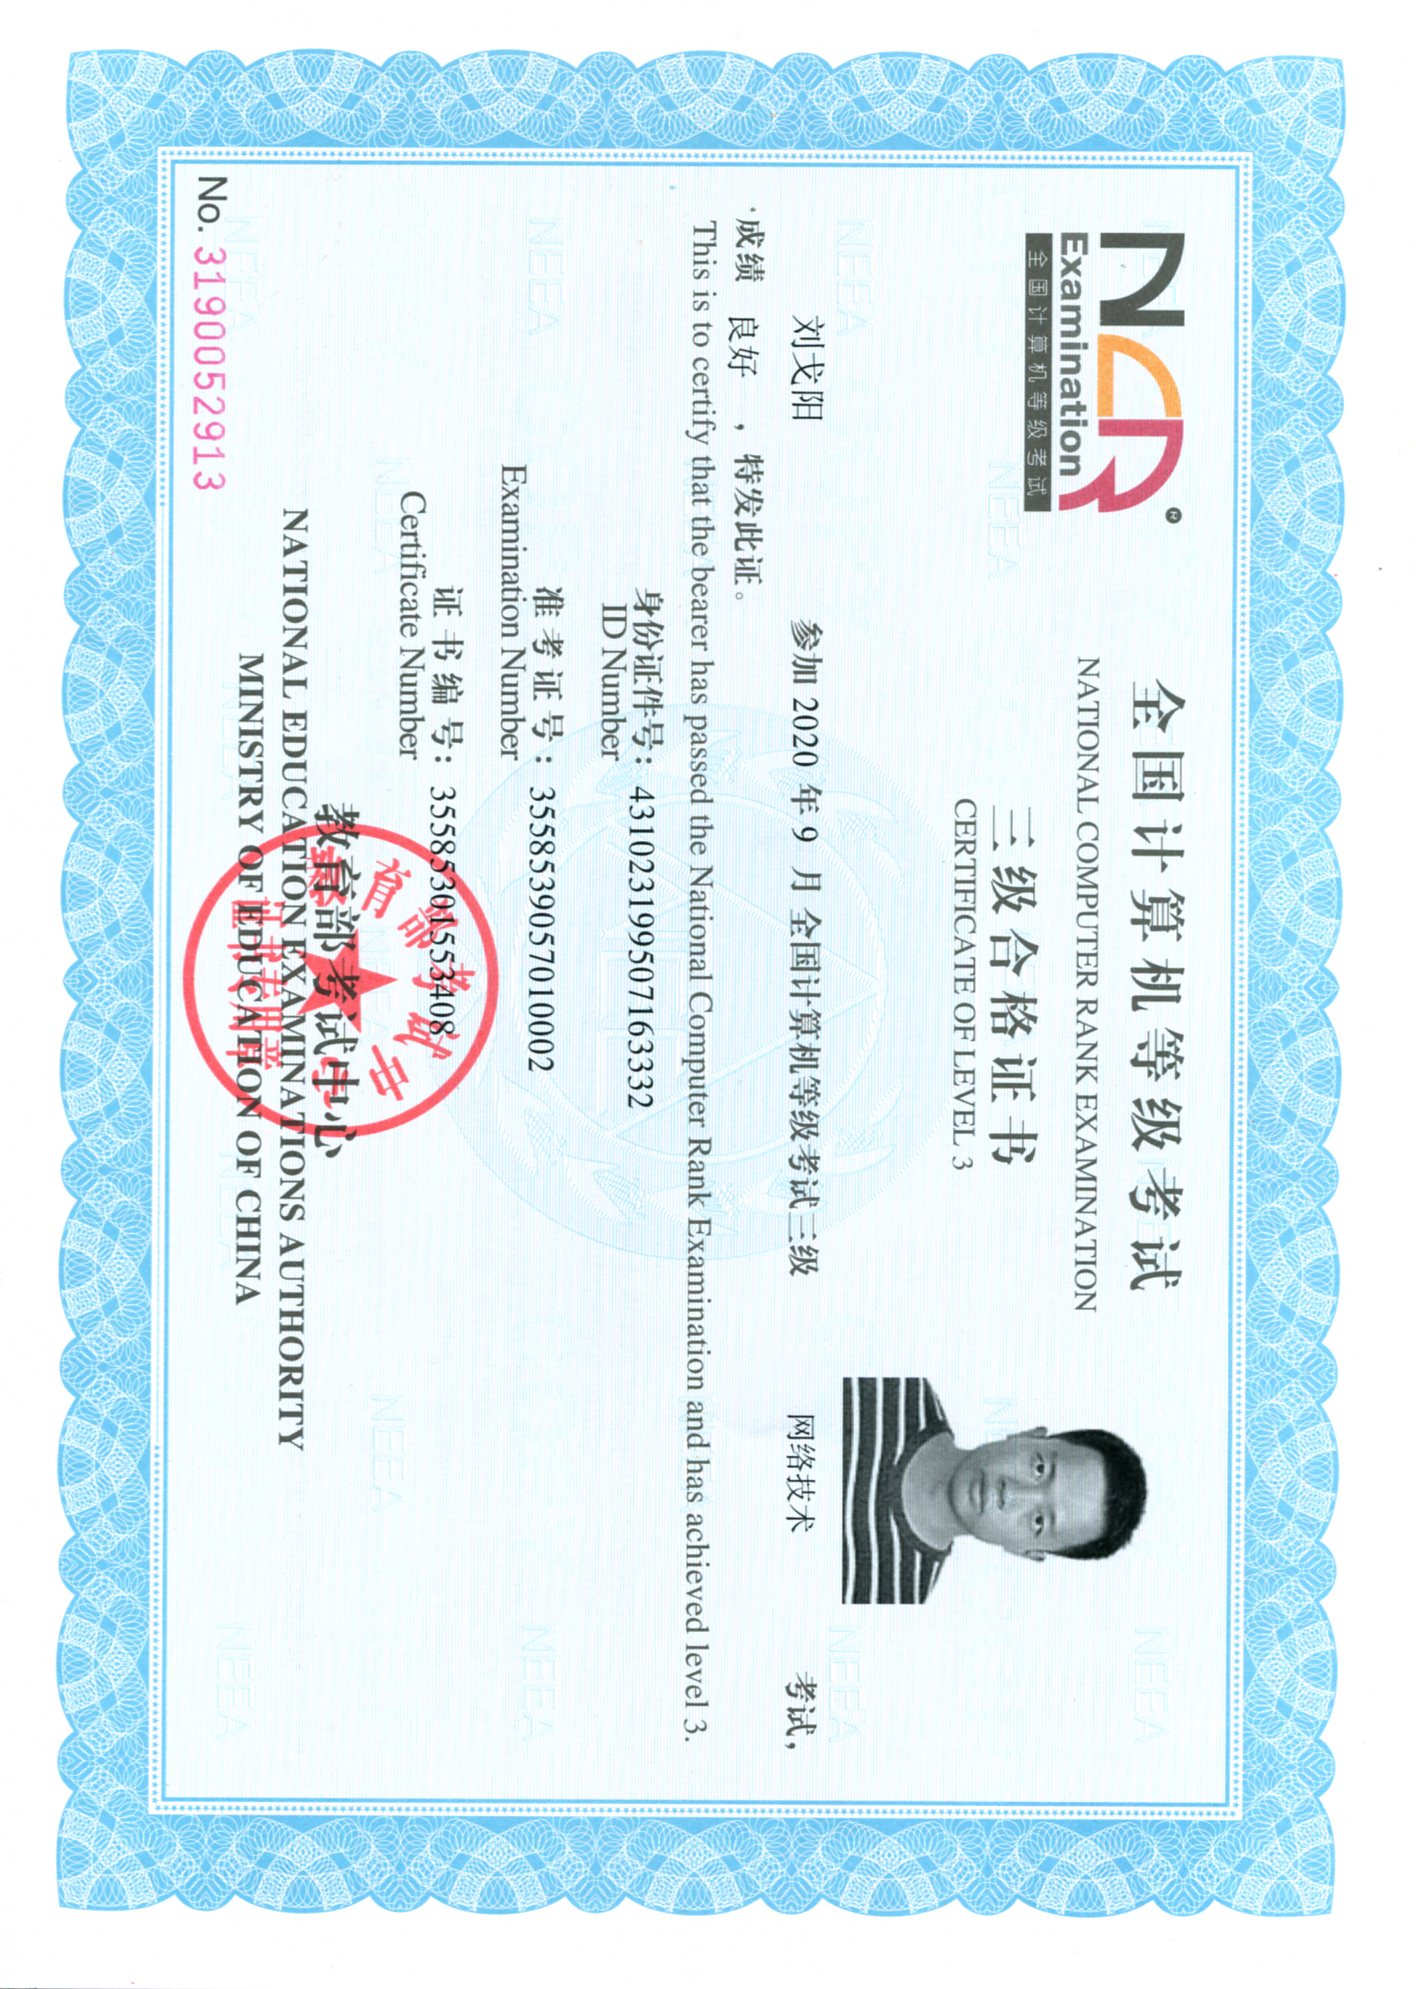 NCR®
Examination
全国计算机等级考试
全国计算机等级考试
NATIONAL COMPUTER RANK EXAMINATION
三级合格证书
CERTIFICATE OF LEVEL 3
刘戈阳 参加 2020 年 9 月 全国计算机等级考试三级 网络技术 考试,
成绩 良好 ,特发此证。
This is to certify that the bearer has passed the National Computer Rank Examination and has achieved level 3.
身份证件号: 431023199507163332
ID Number
准考证号: 3558539057010002
Examination Number
证书编号: 35585301553408
Certificate Number
教育部考试中心
NATIONAL EDUCATION EXAMINATIONS AUTHORITY
MINISTRY OF EDUCATION OF CHINA
教育部考试中心
证书专用章
No. 3190052913
NEEA